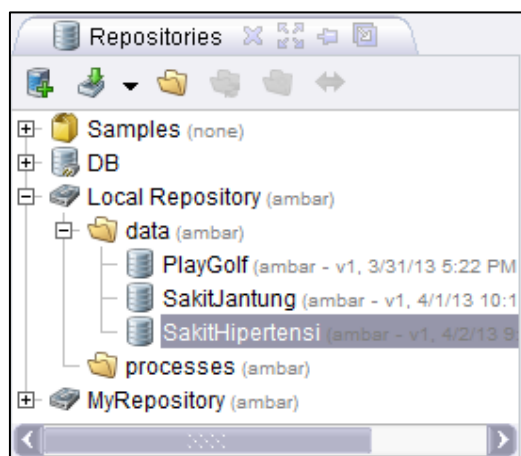 Repositories
Samples (none)
DB
Local Repository (ambar)
data (ambar)
PlayGolf (ambar - v1, 3/31/13 5:22 PM
SakitJantung (ambar - v1, 4/1/13 10:1
SakitHipertensi (ambar - v1, 4/2/13 9:
processes (ambar)
MyRepository (ambar)